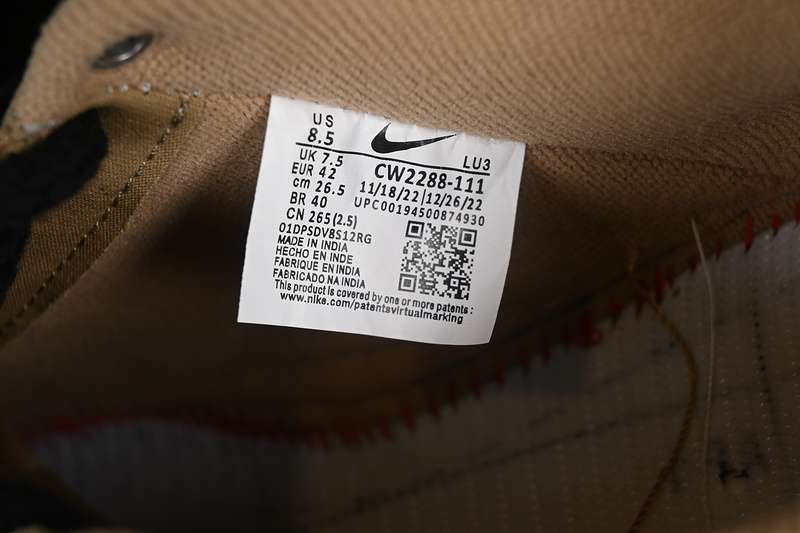 US
8.5
LU3
UK 7.5
EUR 42
cm 26.5
BR 40
CN 265(2.5)
CW2288-111
11/18/22 | 12/26/22
UPC00194500874930
01DPSDV8S12RG
MADE IN INDIA
HECHO EN INDE
FABRIQUE EN INDIA
FABRICADO NA INDIA
This product is covered by one or more patents :
www.nike.com/patentsvirtualmarking